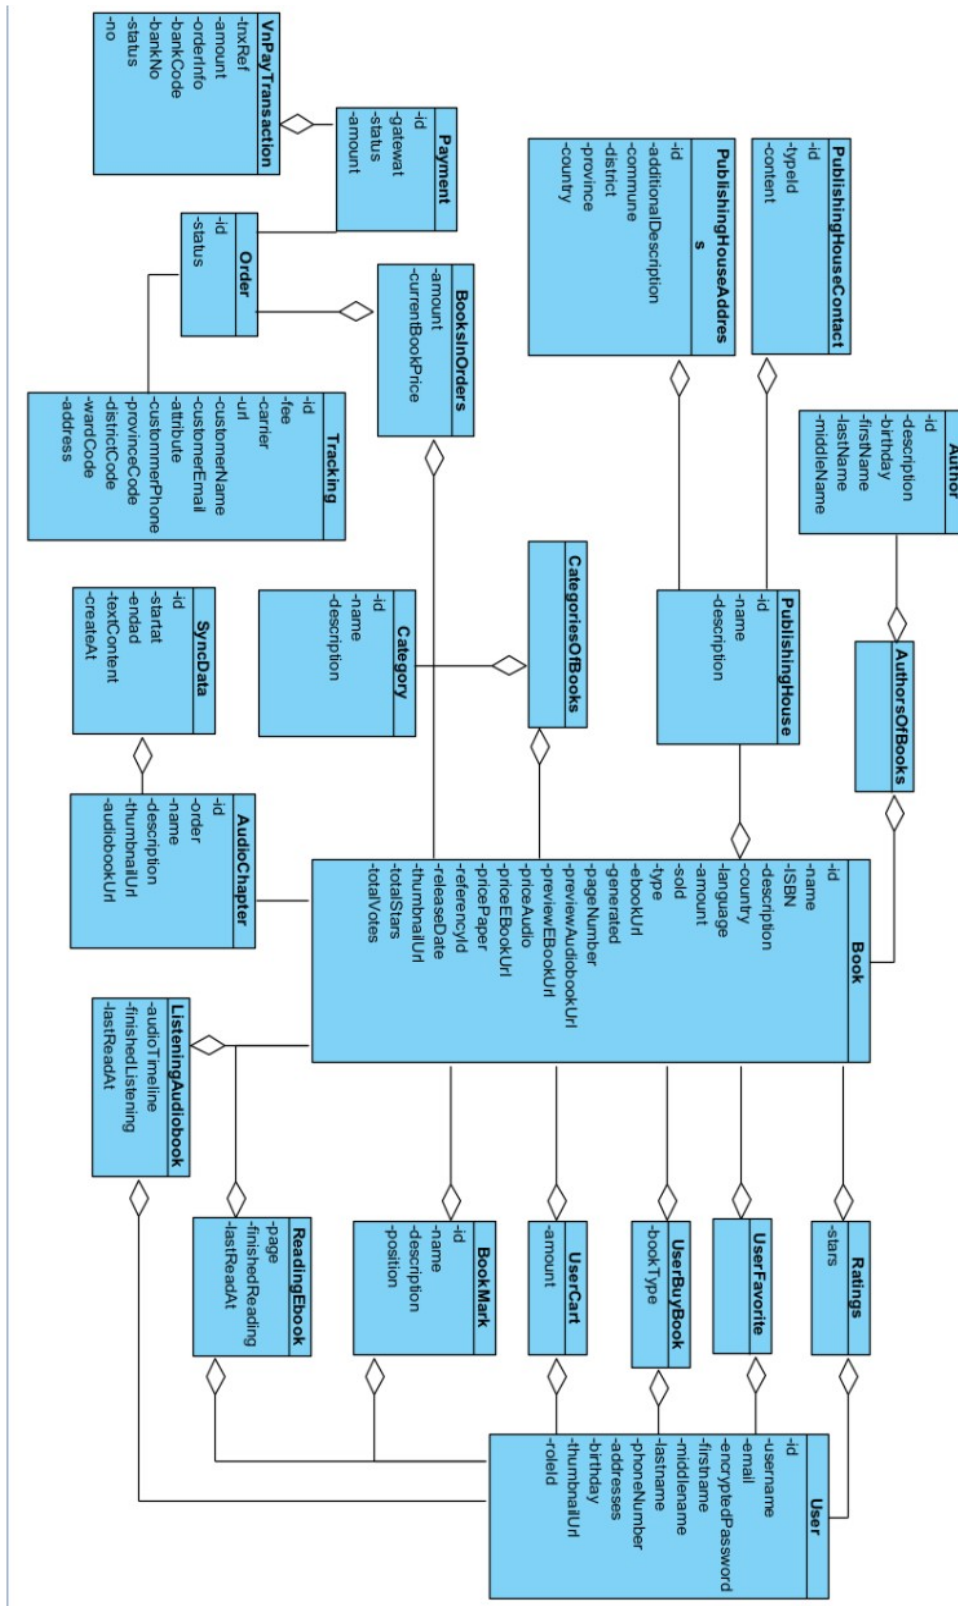 Author
-id
-description
-birthday
-firstName
-lastName
-middleName
AuthorsOfBooks
Book
-id
-name
-ISBN
-description
-country
-language
-amount
-sold
-type
-ebookUrl
-generated
-pageNumber
-previewAudiobookUrl
-previewEBookUrl
-priceAudio
-priceEBookUrl
-pricePaper
-referencyId
-releaseDate
-thumbnailUrl
-totalStars
-totalVotes
Ratings
-stars
User
-id
-username
-email
-encryptedPassword
-firstname
-middlename
-lastname
-phoneNumber
-addresses
-birthday
-thumbnailUrl
-roleId
PublishingHouseContact
-id
-typeId
-content
PublishingHouse
-id
-name
-description
UserFavorite
PublishingHouseAddres
s
-id
-additionalDescription
-commune
-district
-province
-country
UserBuyBook
-bookType
CategoriesOfBooks
UserCart
-amount
BookMark
-id
-name
-description
-position
BooksInOrders
-amount
-currentBookPrice
Payment
-id
-gatewat
-status
-amount
Category
-id
-name
-description
ReadingEbook
-page
-finishedReading
-lastReadAt
VnPayTransaction
-tnxRef
-amount
-orderInfo
-bankCode
-bankNo
-status
-no
Order
-id
-status
Tracking
-id
-fee
-carrier
-url
-customerName
-customerEmail
-attribute
-custommerPhone
-provinceCode
-districtCode
-wardCode
-address
SyncData
-id
-startat
-endad
-textContent
-createAt
AudioChapter
-id
-order
-name
-description
-thumbnailUrl
-audiobookUrl
ListeningAudiobook
-audioTimeline
-finishedListening
-lastReadAt